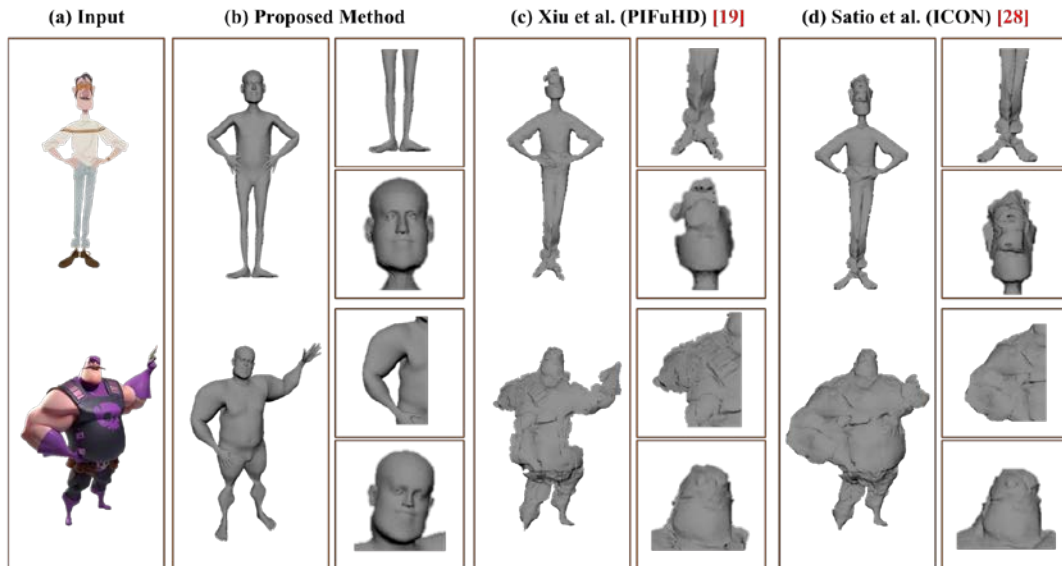 (a) Input
(b) Proposed Method
(c) Xiu et al. (PIFuHD) [19]
(d) Satio et al. (ICON) [28]